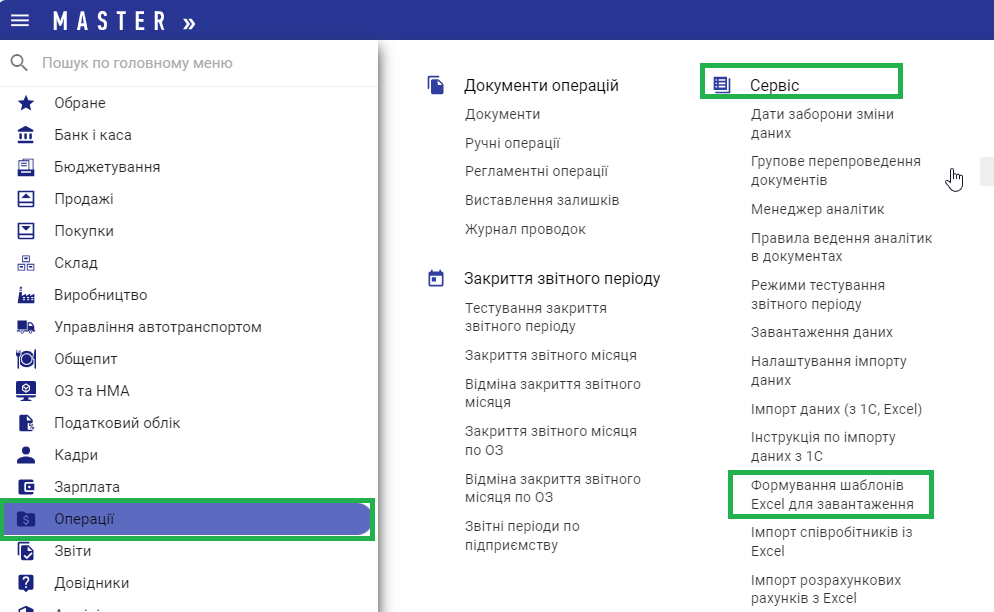 MASTER »
Пошук по головному меню
Обране
Банк і каса
Бюджетування
Продажі
Покупки
Склад
Виробництво
Управління автотранспортом
Общепит
ОЗ та НМА
Податковий облік
Кадри
Зарплата
Операції
Звіти
Довідники
Документи операцій
Документи
Ручні операції
Регламентні операції
Виставлення залишків
Журнал проводок
Закриття звітного періоду
Тестування закриття
звітного періоду
Закриття звітного місяця
Відміна закриття звітного
місяця
Закриття звітного місяця
по ОЗ
Відміна закриття звітного
місяця по ОЗ
Звітні періоди по
підприємству
Сервіс
Дати заборони зміни
даних
Групове перепроведення
документів
Менеджер аналітик
Правила ведення аналітик
в документах
Режими тестування
звітного періоду
Завантаження даних
Налаштування імпорту
даних
Імпорт даних (з 1С, Excel)
Інструкція по імпорту
даних з 1С
Формування шаблонів
Excel для завантаження
Імпорт співробітників із
Excel
Імпорт розрахункових
рахунків з Excel